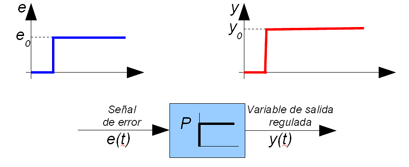 e
e0
y
y0
Señal
de error
e(t)
P
Variable de salida
regulada
y(t)